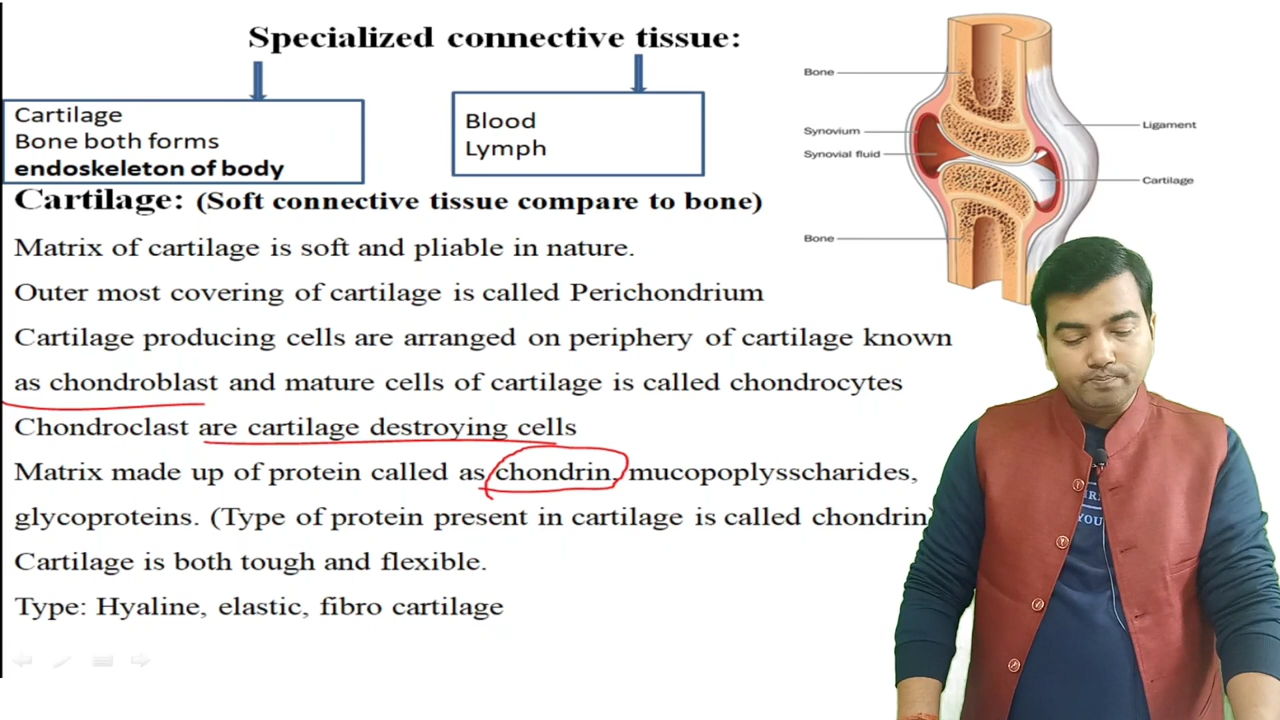 Specialized connective tissue:
Cartilage
Bone both forms
endoskeleton of body
Blood
Lymph
Cartilage: (Soft connective tissue compare to bone)
Matrix of cartilage is soft and pliable in nature.
Outer most covering of cartilage is called Perichondrium
Cartilage producing cells are arranged on periphery of cartilage known
as chondroblast and mature cells of cartilage is called chondrocytes
Chondroclast are cartilage destroying cells
Matrix made up of protein called as chondrin, mucopoplysscharides,
glycoproteins. (Type of protein present in cartilage is called chondrin)
Cartilage is both tough and flexible.
Type: Hyaline, elastic, fibro cartilage
Bone
Synovium
Synovial fluid
Bone
Ligament
Cartilage
YOU